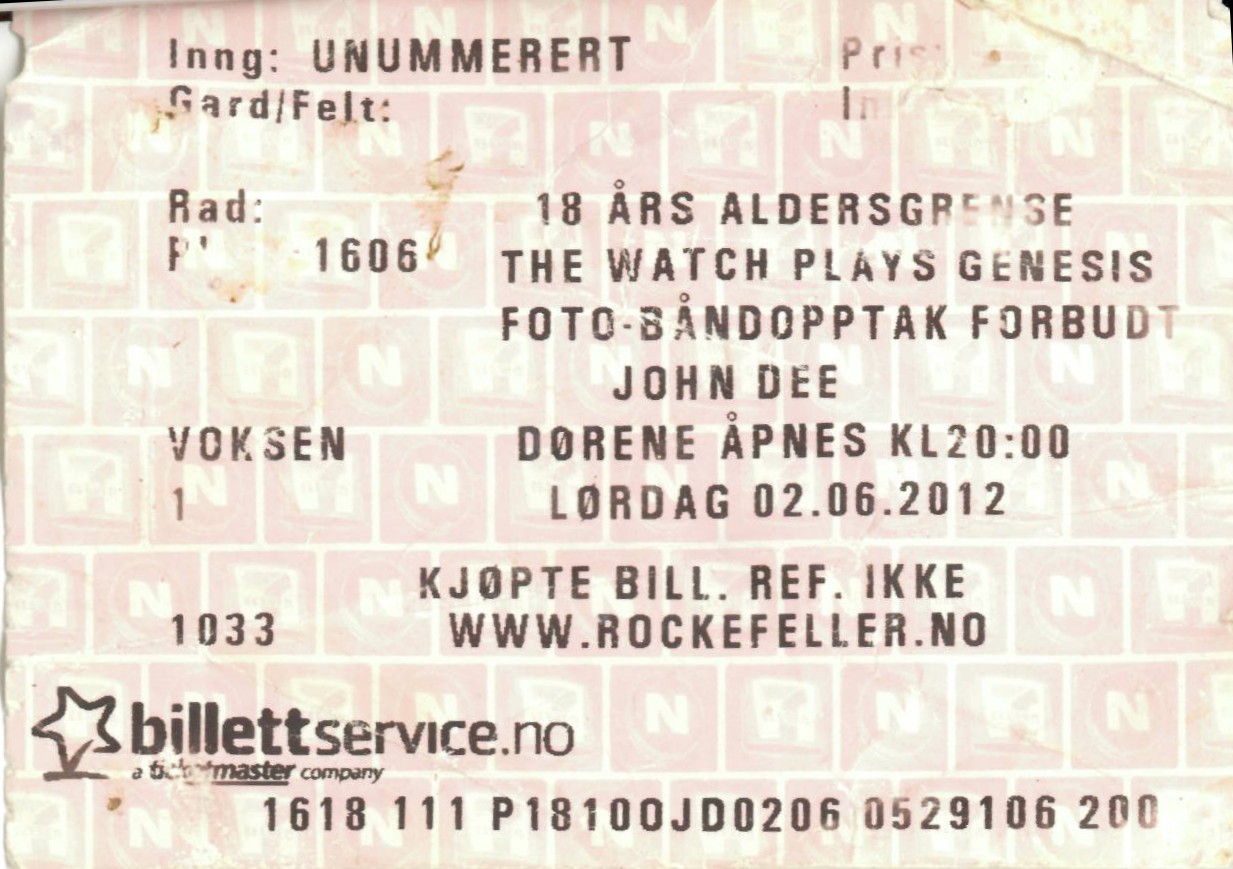 Inng: UNUMMERERT Pris:
Gard/Felt:
Rad: 18 ÅRS ALDERSGRENSE
1606 THE WATCH PLAYS GENESIS
FOTO-BÅNDOPPTAK FORBUDT
JOHN DEE
VOKSEN DØRENE ÅPNES KL20:00
1 LØRDAG 02.06.2012
KJØPTE BILL. REF. IKKE
1033 WWW.ROCKEFELLER.NO
billettservice.no
a ticketmaster company
1618 111 P18100JD0206 0529106 200